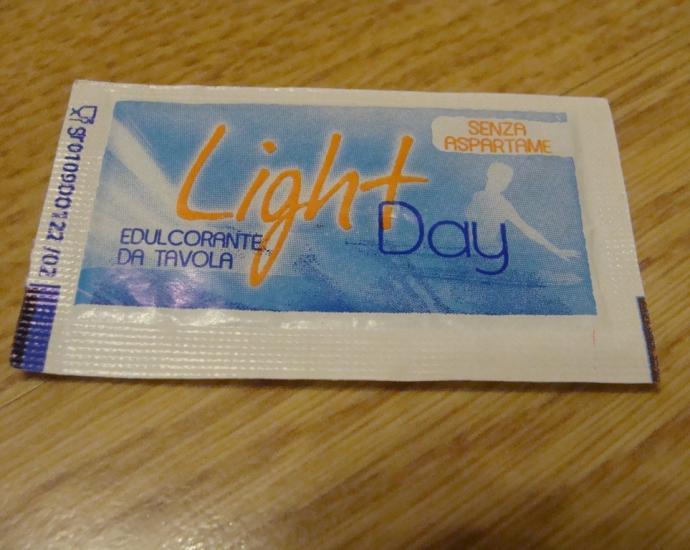 Light
Day
SENZA
ASPARTAME
EDULCORANTE
DA TAVOLA